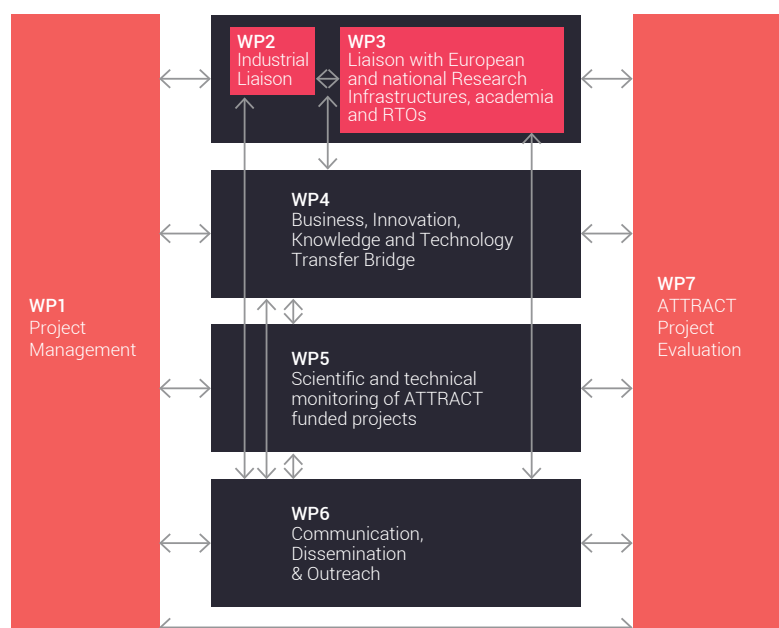 WP1
Project
Management
WP2
Industrial
Liaison
WP3
Liaison with European
and national Research
Infrastructures, academia
and RTOs
WP4
Business, Innovation,
Knowledge and Technology
Transfer Bridge
WP5
Scientific and technical
monitoring of ATTRACT
funded projects
WP6
Communication,
Dissemination
& Outreach
WP7
ATTRACT
Project
Evaluation